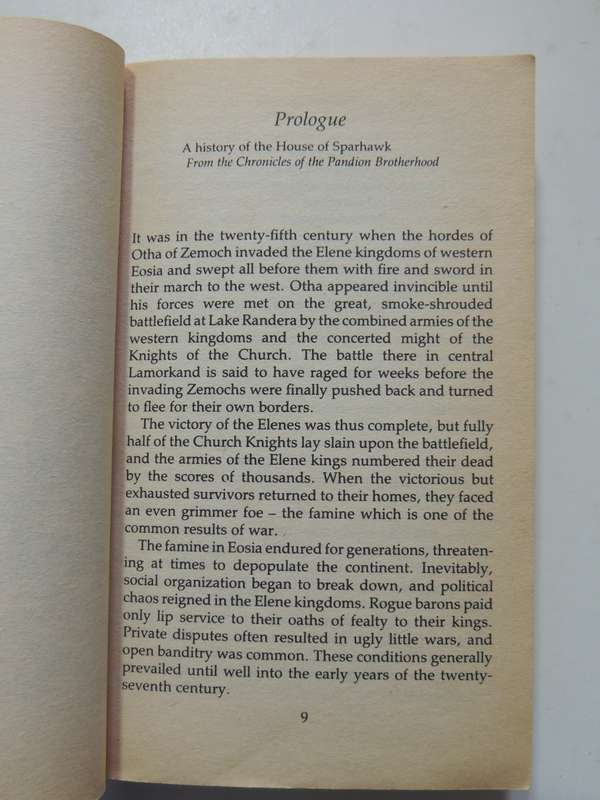 Prologue
A history of the House of Sparhawk
From the Chronicles of the Pandion Brotherhood
It was in the twenty-fifth century when the hordes of
Otha of Zemoch invaded the Elene kingdoms of western
Eosia and swept all before them with fire and sword in
their march to the west. Otha appeared invincible until
his forces were met on the great, smoke-shrouded
battlefield at Lake Randera by the combined armies of the
western kingdoms and the concerted might of the
Knights of the Church. The battle there in central
Lamorkand is said to have raged for weeks before the
invading Zemochs were finally pushed back and turned
to flee for their own borders.
The victory of the Elenes was thus complete, but fully
half of the Church Knights lay slain upon the battlefield,
and the armies of the Elene kings numbered their dead
by the scores of thousands. When the victorious but
exhausted survivors returned to their homes, they faced
an even grimmer foe – the famine which is one of the
common results of war.
The famine in Eosia endured for generations, threaten-
ing at times to depopulate the continent. Inevitably,
social organization began to break down, and political
chaos reigned in the Elene kingdoms. Rogue barons paid
only lip service to their oaths of fealty to their kings.
Private disputes often resulted in ugly little wars, and
open banditry was common. These conditions generally
prevailed until well into the early years of the twenty-
seventh century.
9